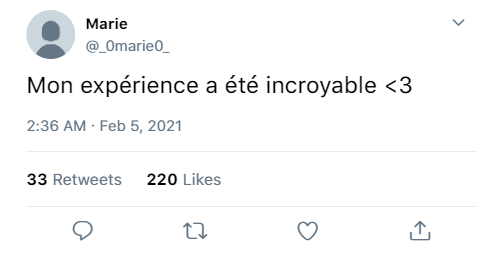 Marie
@_0marie0_
Mon expérience a été incroyable <3
2:36 AM · Feb 5, 2021
33 Retweets 220 Likes